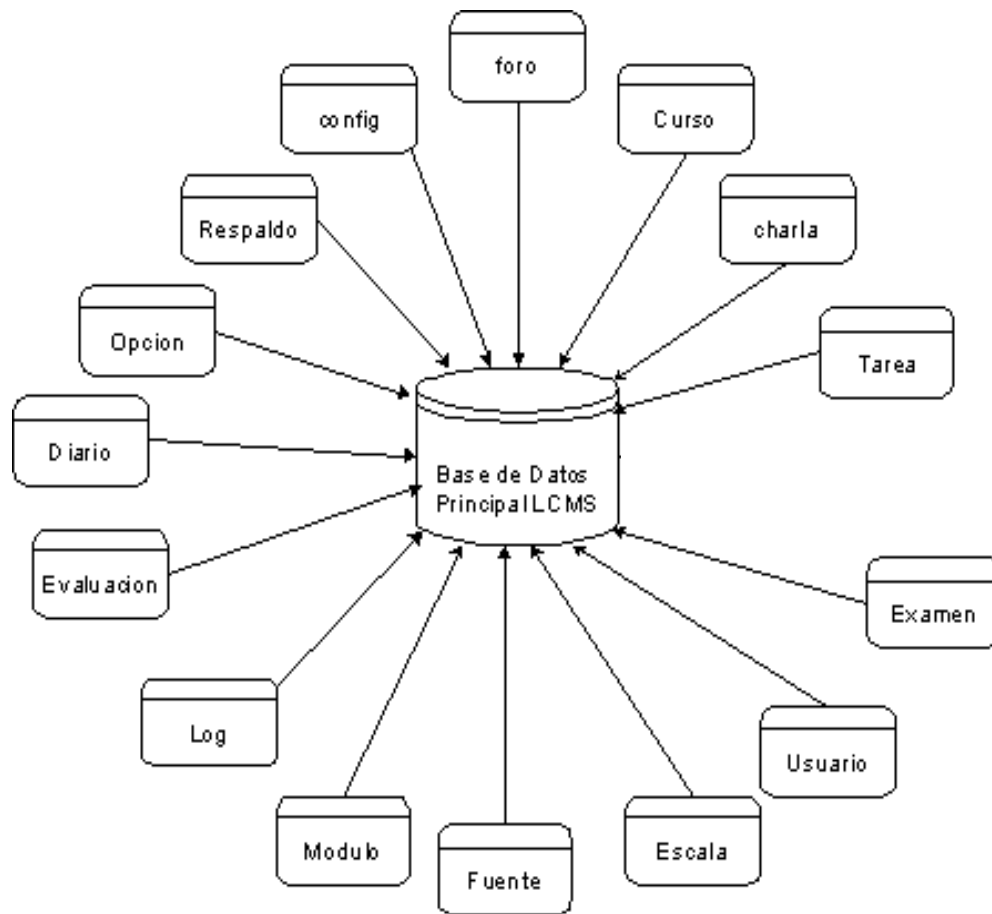 foro
config
Curso
Respaldo
charla
Opcion
Tarea
Diario
Base de Datos
Principal LCMS
Evaluacion
Examen
Log
Usuario
Modulo
Escala
Fuente